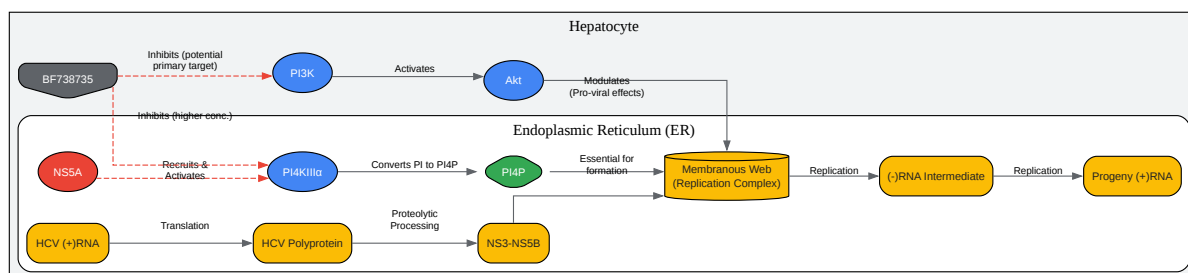 Hepatocyte
Inhibits (potential
primary target)
BF738735
PI3K
Activates
Akt
Modulates
(Pro-viral effects)
Inhibits (higher conc.)
Endoplasmic Reticulum (ER)
NS5A
Recruits &
Activates
PI4KIIIα
Converts PI to PI4P
PI4P
Essential for
formation
Membranous Web
(Replication Complex)
Replication
(-)RNA Intermediate
Replication
Progeny (+)RNA
HCV (+)RNA
Translation
HCV Polyprotein
Proteolytic
Processing
NS3-NS5B